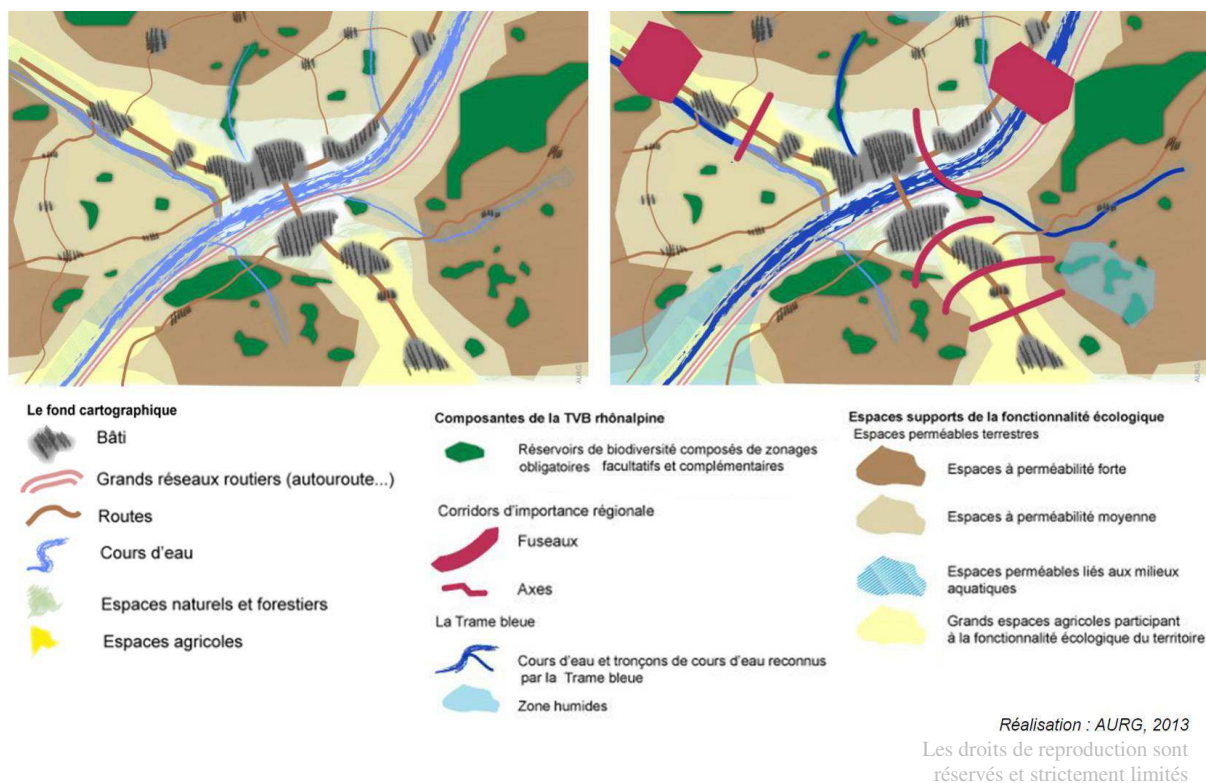 AURG
AURG
Le fond cartographique
Bâti
Grands réseaux routiers (autouroute...)
Routes
Cours d'eau
Espaces naturels et forestiers
Espaces agricoles
Composantes de la TVB rhônalpine
Réservoirs de biodiversité composés de zonages
obligatoires facultatifs et complémentaires
Corridors d'importance régionale
Fuseaux
Axes
La Trame bleue
Cours d'eau et tronçons de cours d'eau reconnus
par la Trame bleue
Zone humides
Espaces supports de la fonctionnalité écologique
Espaces perméables terrestres
Espaces à perméabilité forte
Espaces à perméabilité moyenne
Espaces perméables liés aux milieux
aquatiques
Grands espaces agricoles participant
à la fonctionnalité écologique du territoire
Réalisation : AURG, 2013
Les droits de reproduction sont
réservés et strictement limités